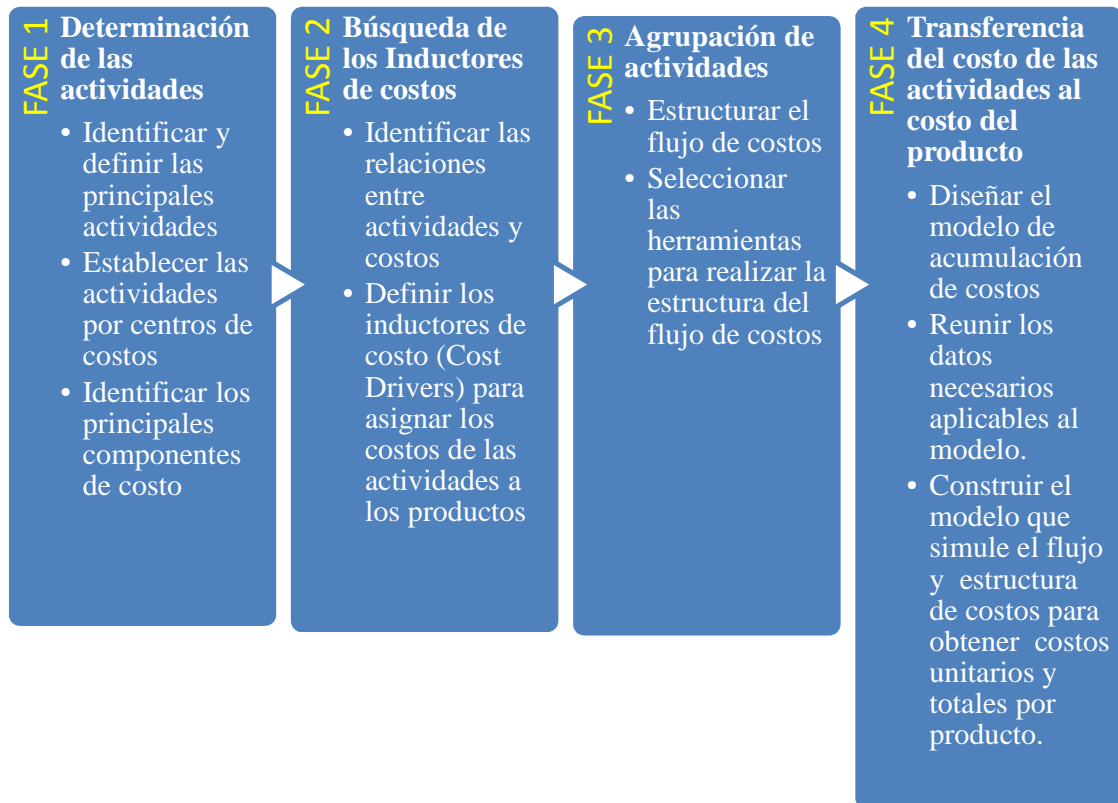 FASE 1
Determinación
de las
actividades
• Identificar y
definir las
principales
actividades
• Establecer las
actividades
por centros de
costos
• Identificar los
principales
componentes
de costo
FASE 2
Búsqueda de
los Inductores
de costos
• Identificar las
relaciones
entre
actividades y
costos
• Definir los
inductores de
costo (Cost
Drivers) para
asignar los
costos de las
actividades a
los productos
FASE 3
Agrupación de
actividades
• Estructurar el
flujo de costos
• Seleccionar
las
herramientas
para realizar la
estructura del
flujo de costos
FASE 4
Transferencia
del costo de las
actividades al
costo del
producto
• Diseñar el
modelo de
acumulación
de costos
• Reunir los
datos
necesarios
aplicables al
modelo.
• Construir el
modelo que
simule el flujo
y estructura
de costos para
obtener costos
unitarios y
totales por
producto.